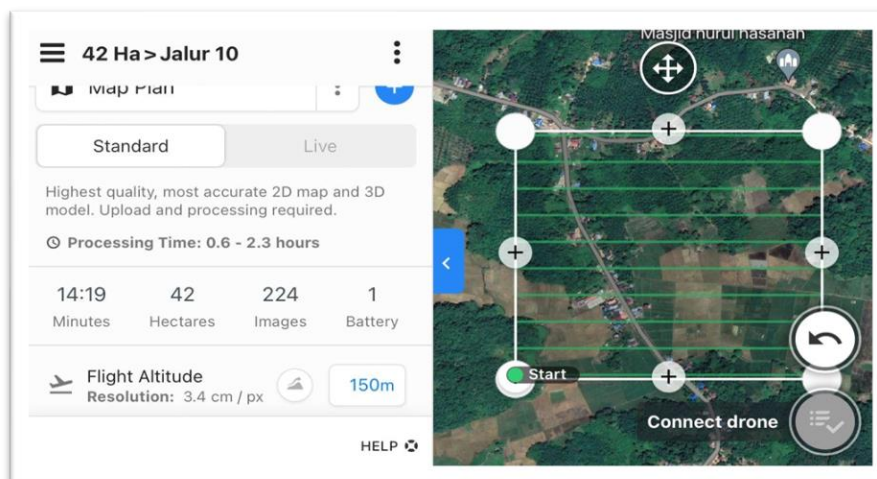 42 Ha > Jalur 10
Map Plan
Standard
Live
Highest quality, most accurate 2D map and 3D
model. Upload and processing required.
Processing Time: 0.6 - 2.3 hours
14:19
42
224
1
Minutes
Hectares
Images
Battery
Flight Altitude
Resolution: 3.4 cm / px
150m
HELP
Masjid nurul hasanah
Start
Connect drone